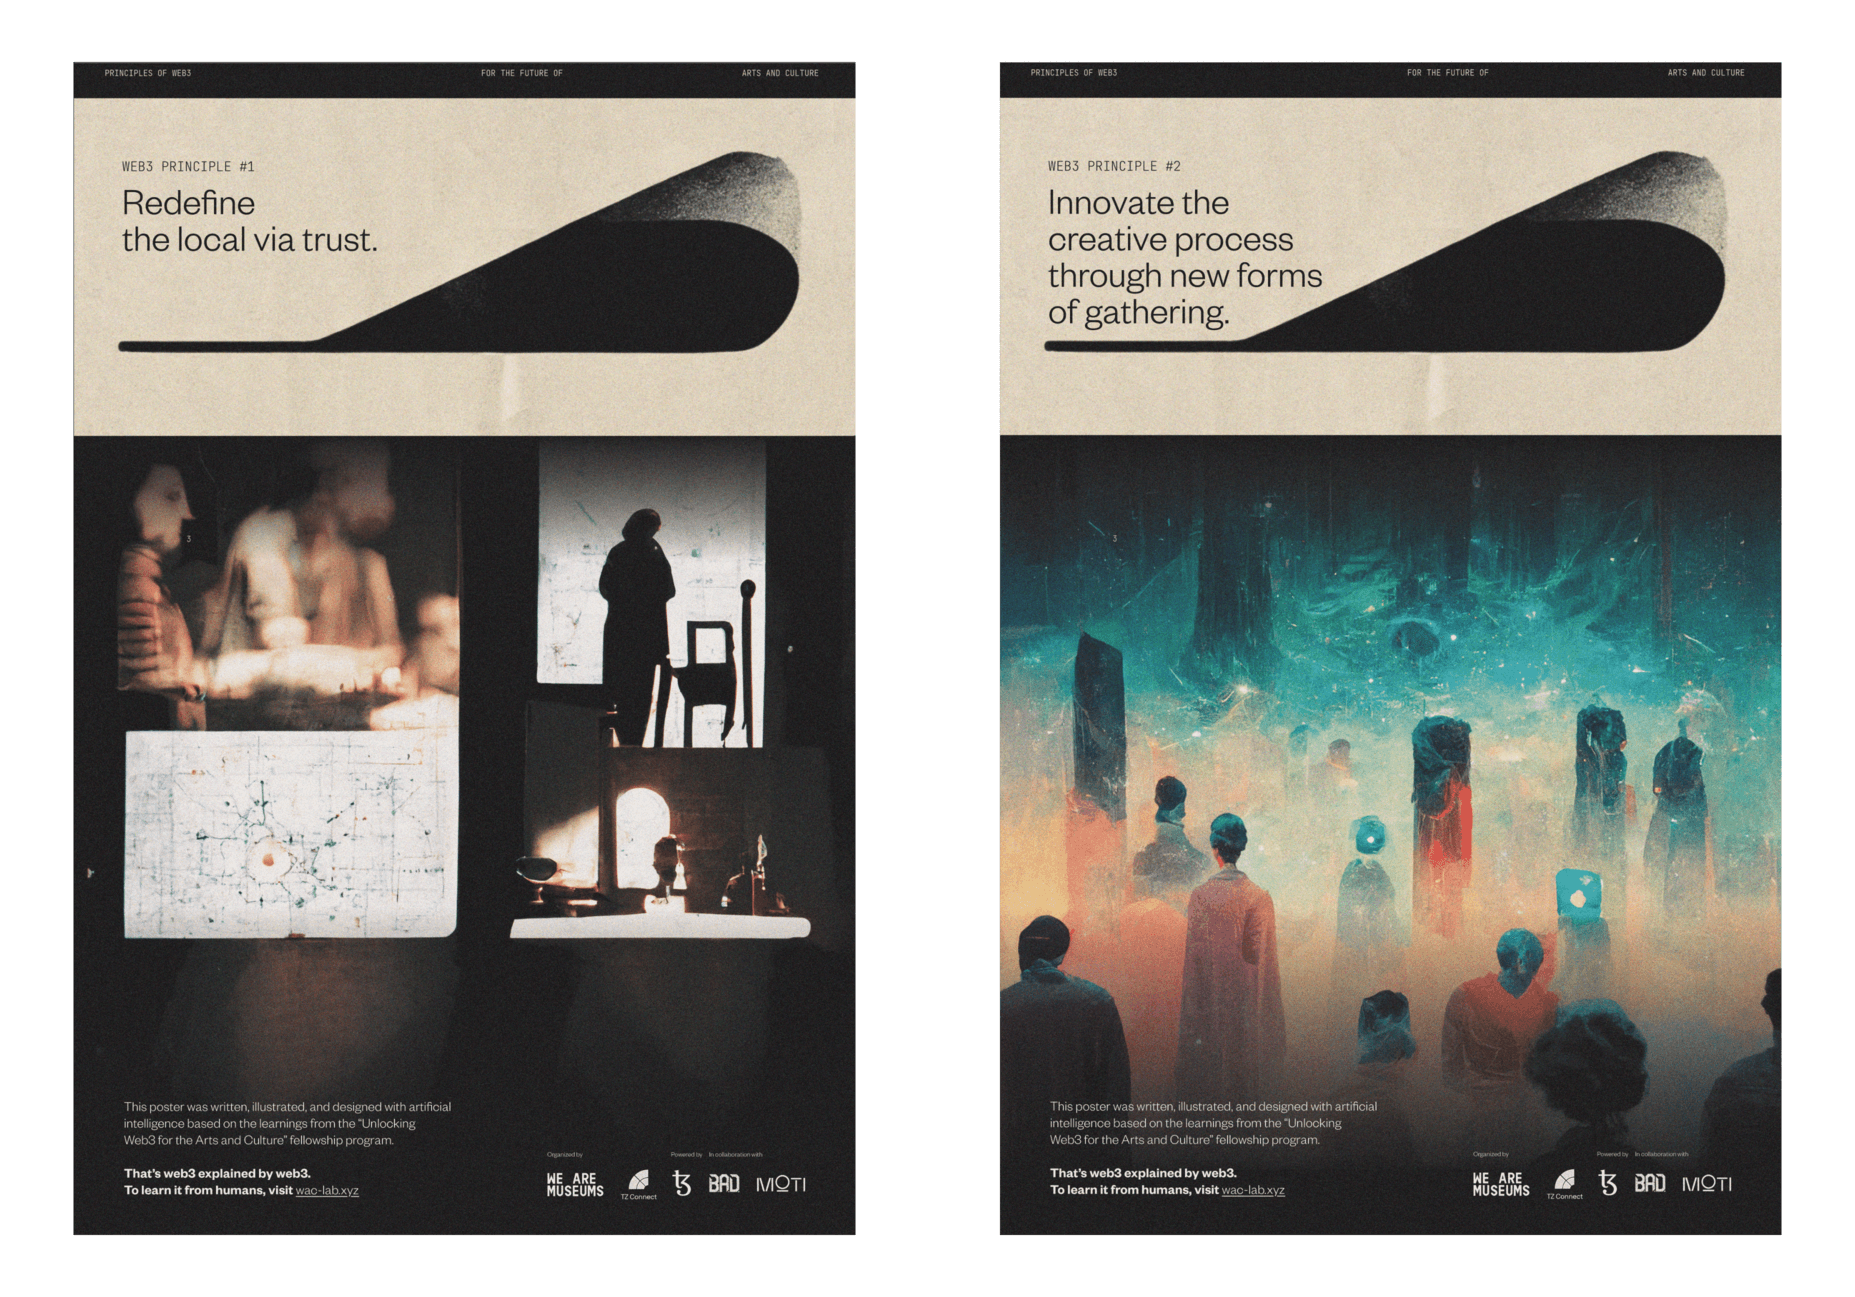 PRINCIPLES OF WEB3
FOR THE FUTURE OF
ARTS AND CULTURE
WEB3 PRINCIPLE #1
Redefine
the local via trust.
3
This poster was written, illustrated, and designed with artificial
intelligence based on the learnings from the "Unlocking
Web3 for the Arts and Culture" fellowship program.
That's web3 explained by web3.
To learn it from humans, visit wac-lab.xyz
Organized by
WE ARE
MUSEUMS
TZ Connect
Powered by
In collaboration with
BAD
MOTI
PRINCIPLES OF WEB3
FOR THE FUTURE OF
ARTS AND CULTURE
WEB3 PRINCIPLE #2
Innovate the
creative process
through new forms
of gathering.
3
This poster was written, illustrated, and designed with artificial
intelligence based on the learnings from the "Unlocking
Web3 for the Arts and Culture" fellowship program.
That's web3 explained by web3.
To learn it from humans, visit wac-lab.xyz
Organized by
WE ARE
MUSEUMS
TZ Connect
Powered by
In collaboration with
BAD
MOTI